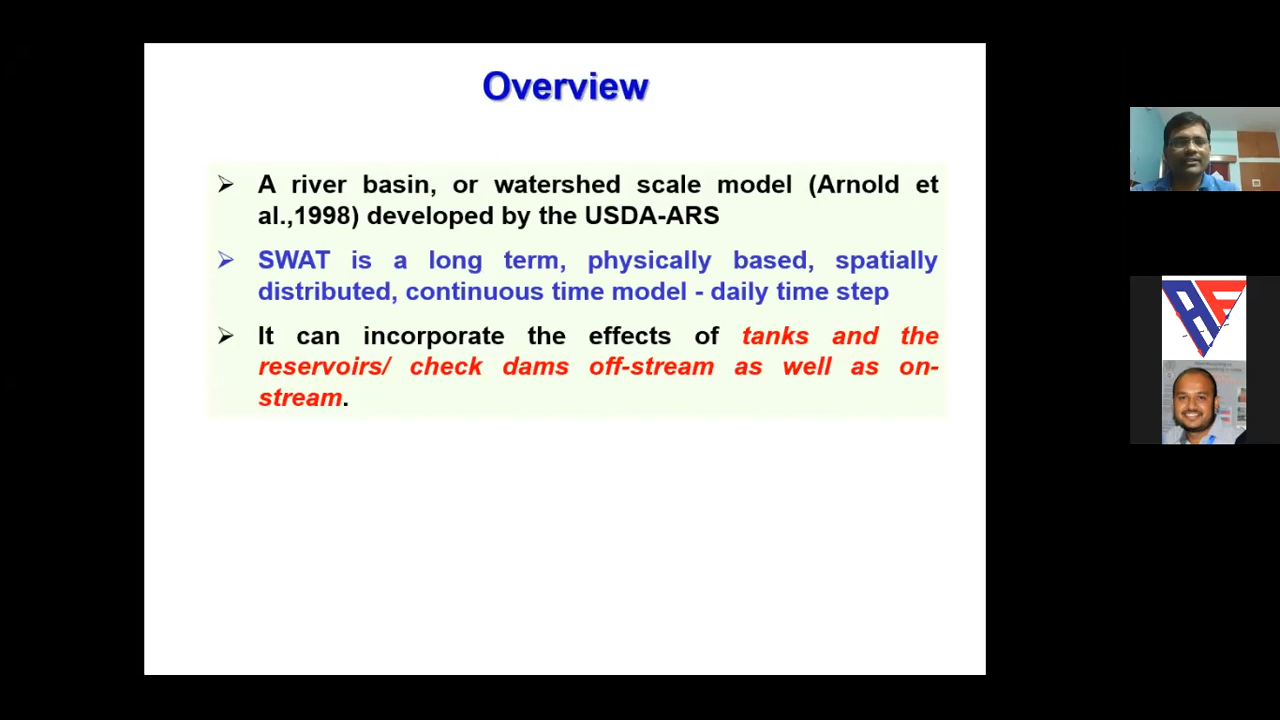 Overview
A river basin, or watershed scale model (Arnold et
al.,1998) developed by the USDA-ARS
SWAT is a long term, physically based, spatially
distributed, continuous time model - daily time step
It can incorporate the effects of tanks and the
reservoirs/ check dams off-stream as well as on-
stream.